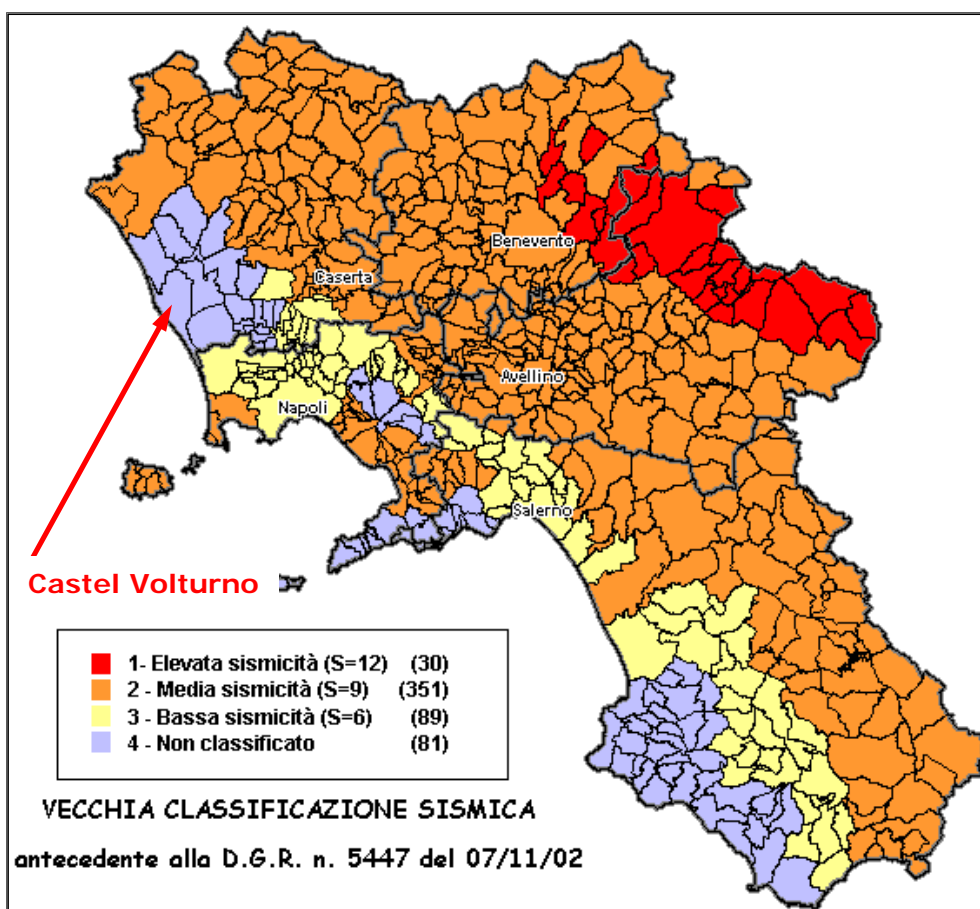 Benevento
Caserta
Avellino
Napoli
Salerno
Castel Volturno
1- Elevata sismicità (S=12) (30)
2 - Media sismicità (S=9) (351)
3 - Bassa sismicità (S=6) (89)
4 - Non classificato (81)
VECCHIA CLASSIFICAZIONE SISMICA
antecedente alla D.G.R. n. 5447 del 07/11/02